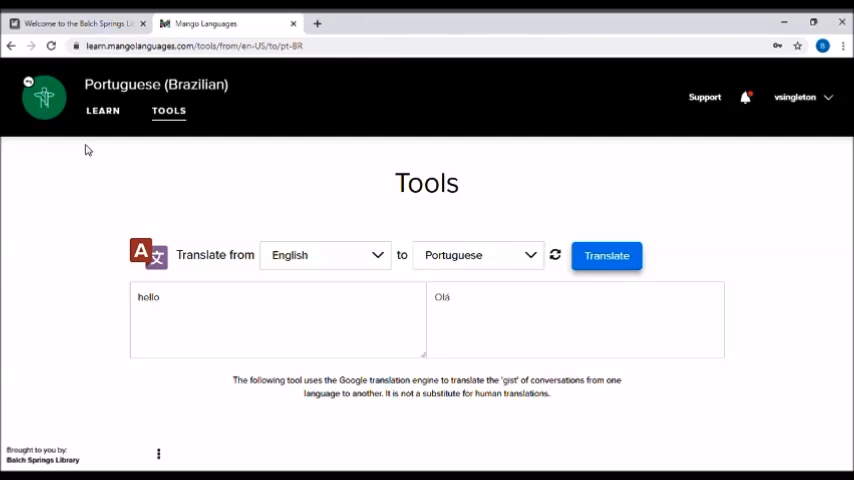 Welcome to the Balch Springs Li
Mango Languages
learn.mangolanguages.com/tools/from/en-US/to/pt-BR
B
Portuguese (Brazilian)
LEARN TOOLS
Support vsingleton
Tools
A 文 Translate from English to Portuguese Translate
hello Olá
The following tool uses the Google translation engine to translate the 'gist' of conversations from one
language to another. It is not a substitute for human translations.
Brought to you by:
Balch Springs Library